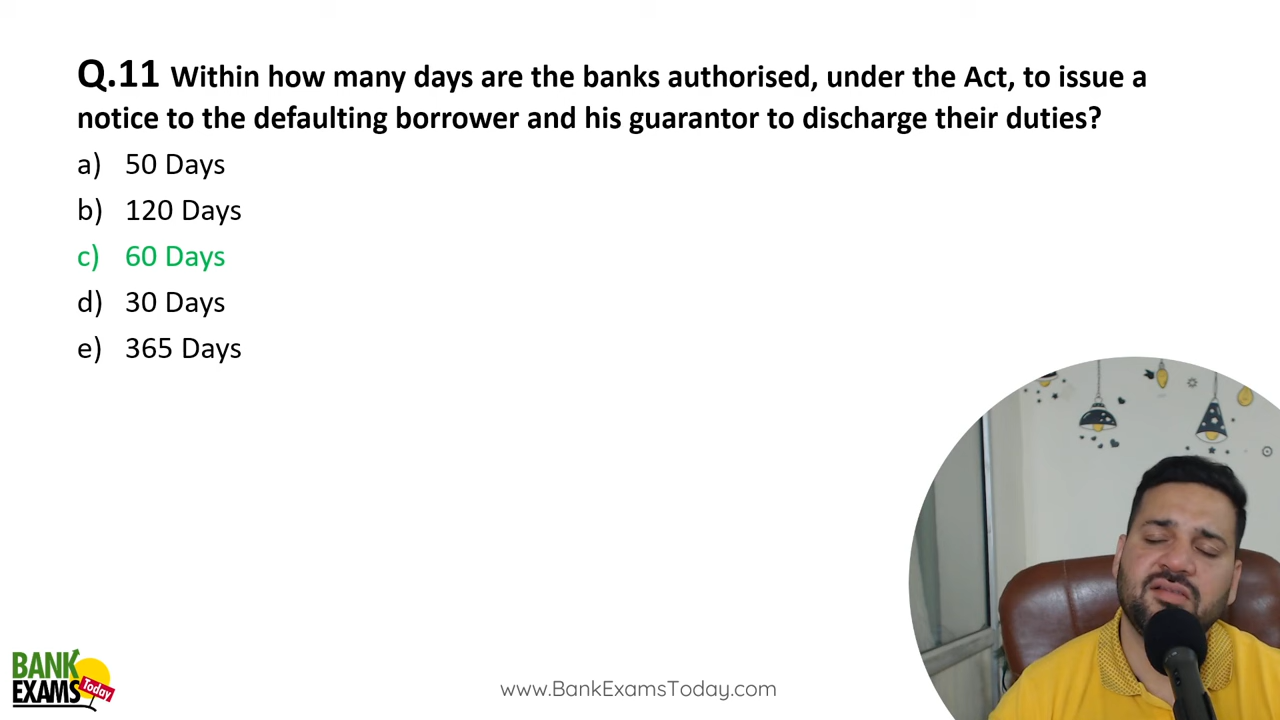 Q.11 Within how many days are the banks authorised, under the Act, to issue a
notice to the defaulting borrower and his guarantor to discharge their duties?
a) 50 Days
b) 120 Days
c) 60 Days
d) 30 Days
e) 365 Days
BANK
EXAMS
Today
www.BankExamsToday.com